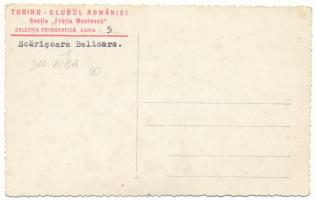 TURING - CLUBUL ROMÂNIEI
Secția „Frăția Munteană"
COLECȚIA FOTOGRAFICĂ, SERIA : 5
Scărișoara Belioara.
JUD. ALBA
30